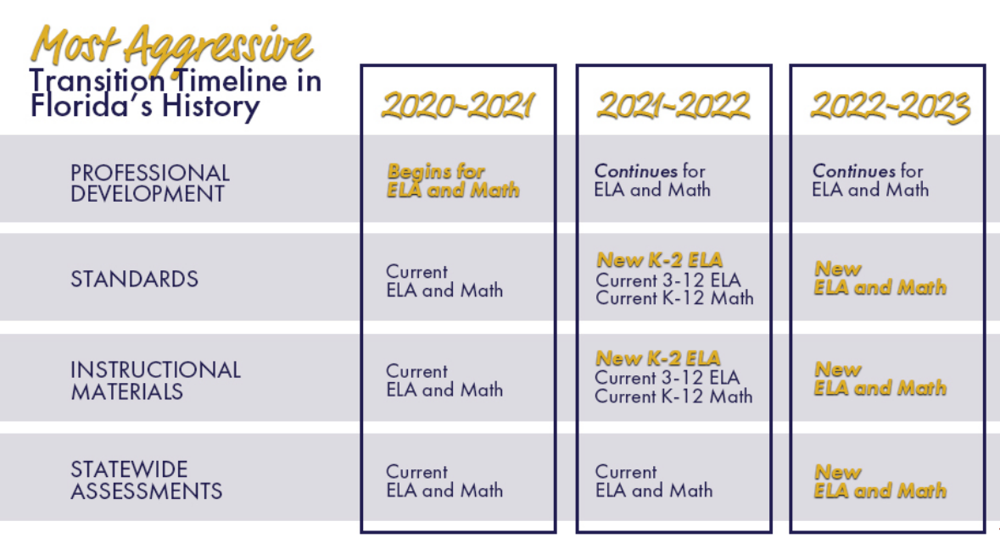 Most Aggressive
Transition Timeline in
Florida's History
2020-2021
2021-2022
2022-2023
PROFESSIONAL
DEVELOPMENT
Begins for
ELA and Math
Continues for
ELA and Math
Continues for
ELA and Math
STANDARDS
Current
ELA and Math
New K-2 ELA
Current 3-12 ELA
Current K-12 Math
New
ELA and Math
INSTRUCTIONAL
MATERIALS
Current
ELA and Math
New K-2 ELA
Current 3-12 ELA
Current K-12 Math
New
ELA and Math
STATEWIDE
ASSESSMENTS
Current
ELA and Math
Current
ELA and Math
New
ELA and Math